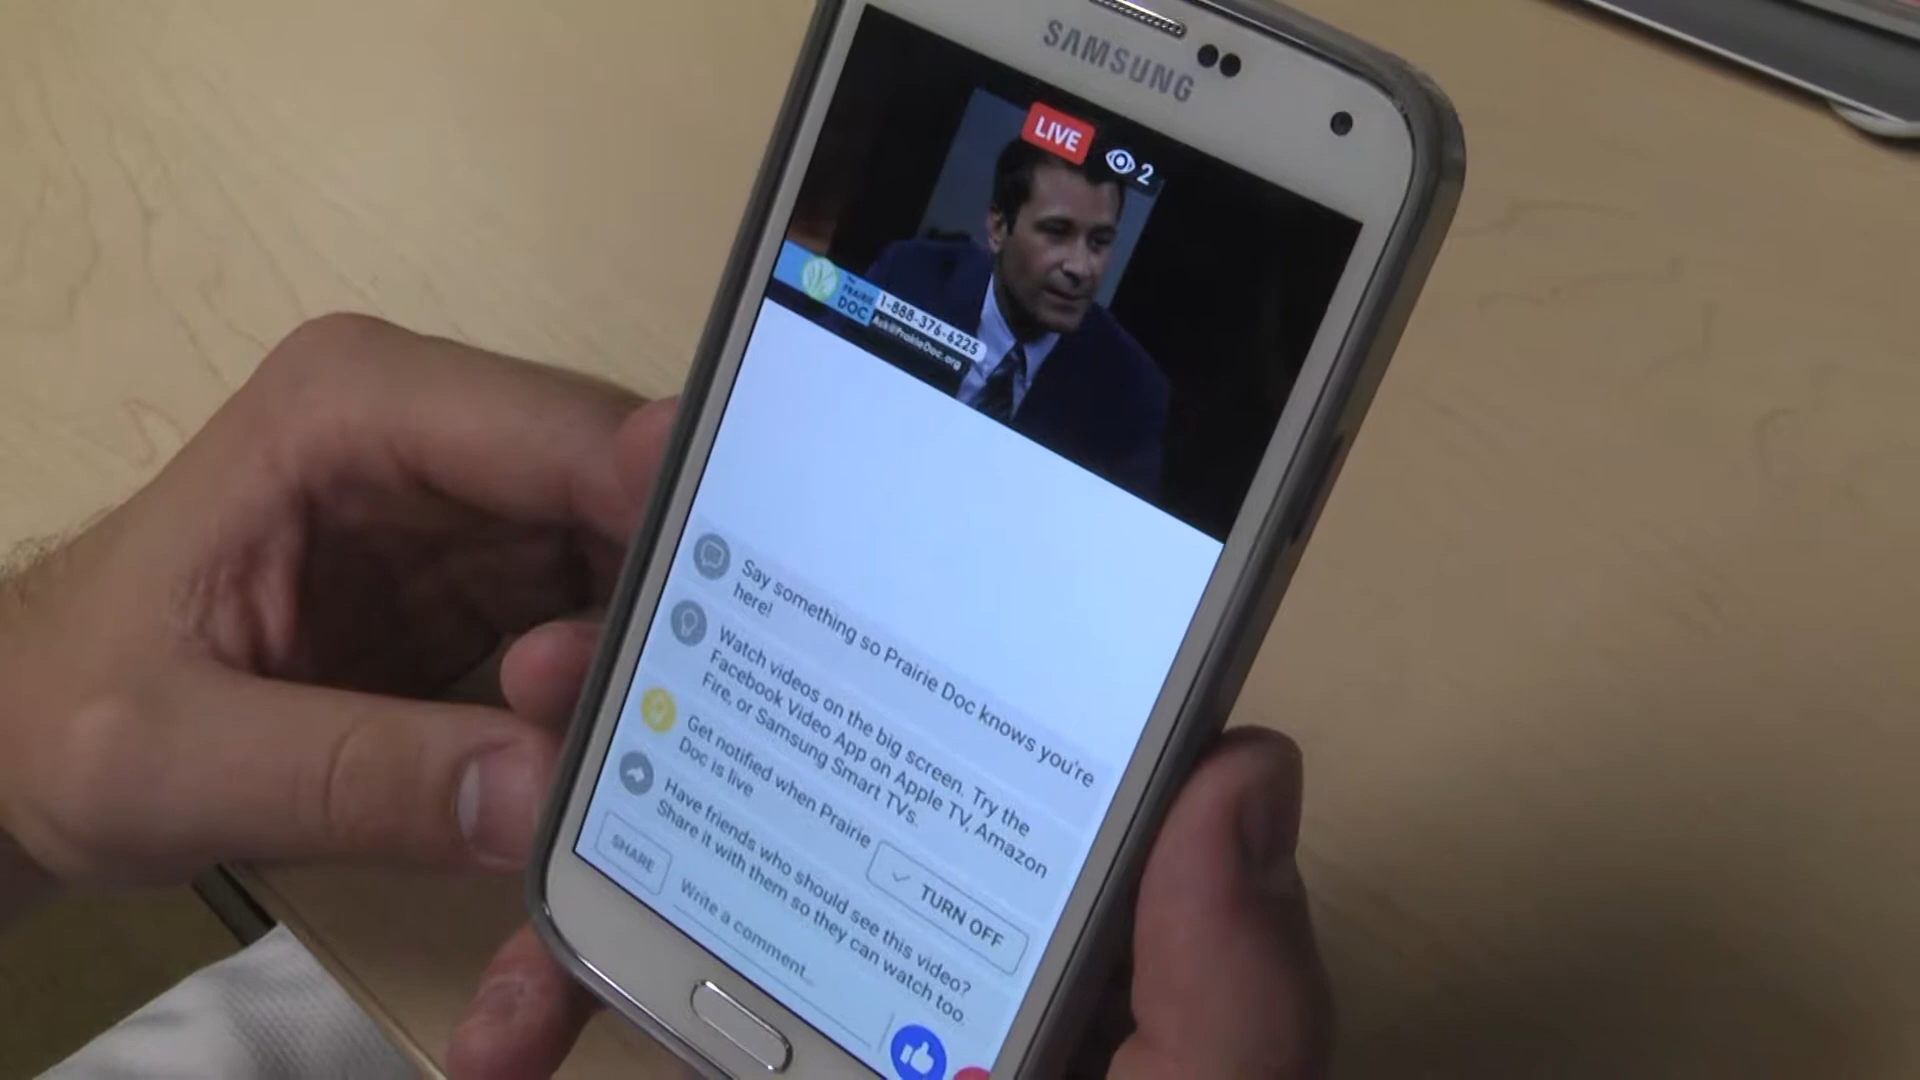 SAMSUNG
LIVE
2
THE
PRAIRIE
DOC
1-888-376-6225
Ask@PrairieDoc.org
Say something so Prairie Doc knows you're
here!
Watch videos on the big screen. Try the
Facebook Video App on Apple TV, Amazon
Fire, or Samsung Smart TVs.
Get notified when Prairie
Doc is live
TURN OFF
Have friends who should see this video?
Share it with them so they can watch too.
SHARE
Write a comment...